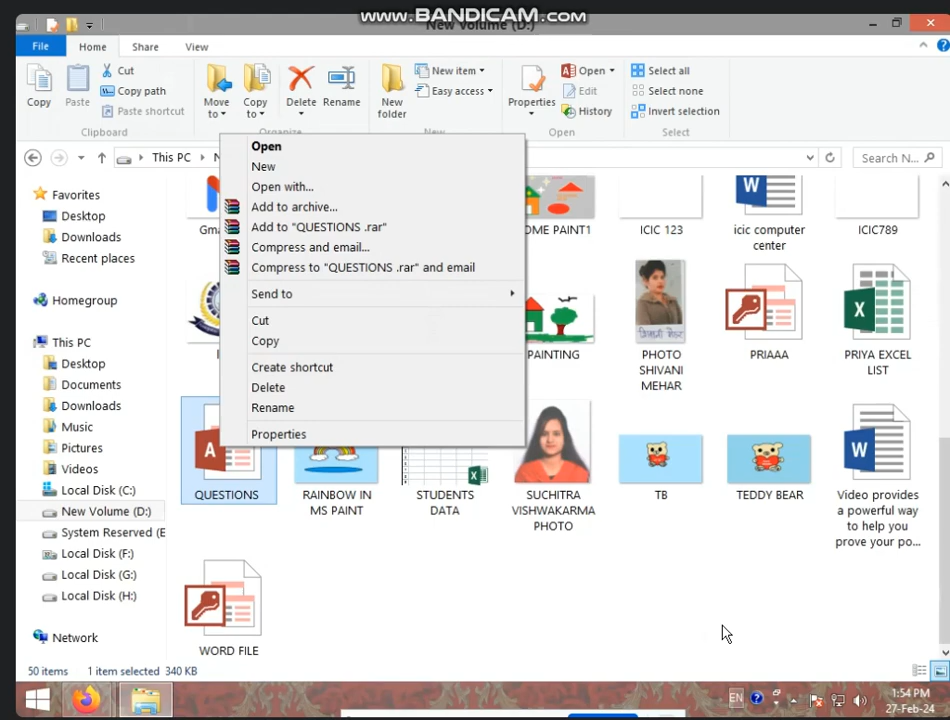 www.BANDICAM.com
New Volume (D:)
File
Home
Share
View
Copy
Paste
Cut
Copy path
Paste shortcut
Clipboard
Move to
Copy to
Delete
Rename
Organize
New folder
New item
Easy access
New
Properties
Open
Edit
History
Open
Select all
Select none
Invert selection
Select
This PC
Search N...
Favorites
Desktop
Downloads
Recent places
Homegroup
This PC
Desktop
Documents
Downloads
Music
Pictures
Videos
Local Disk (C:)
New Volume (D:)
System Reserved (E
Local Disk (F:)
Local Disk (G:)
Local Disk (H:)
Network
Open
New
Open with...
Add to archive...
Add to "QUESTIONS .rar"
Compress and email...
Compress to "QUESTIONS .rar" and email
Send to
Cut
Copy
Create shortcut
Delete
Rename
Properties
ICIC 123
icic computer
center
ICIC789
PAINTING
PHOTO
SHIVANI
MEHAR
शिवानी मेहर
PRIAAA
PRIYA EXCEL
LIST
QUESTIONS
RAINBOW IN
MS PAINT
STUDENTS
DATA
SUCHITRA
VISHWAKARMA
PHOTO
TB
TEDDY BEAR
Video provides
a powerful way
to help you
prove your po...
WORD FILE
50 items
1 item selected 340 KB
EN
1:54 PM
27-Feb-24